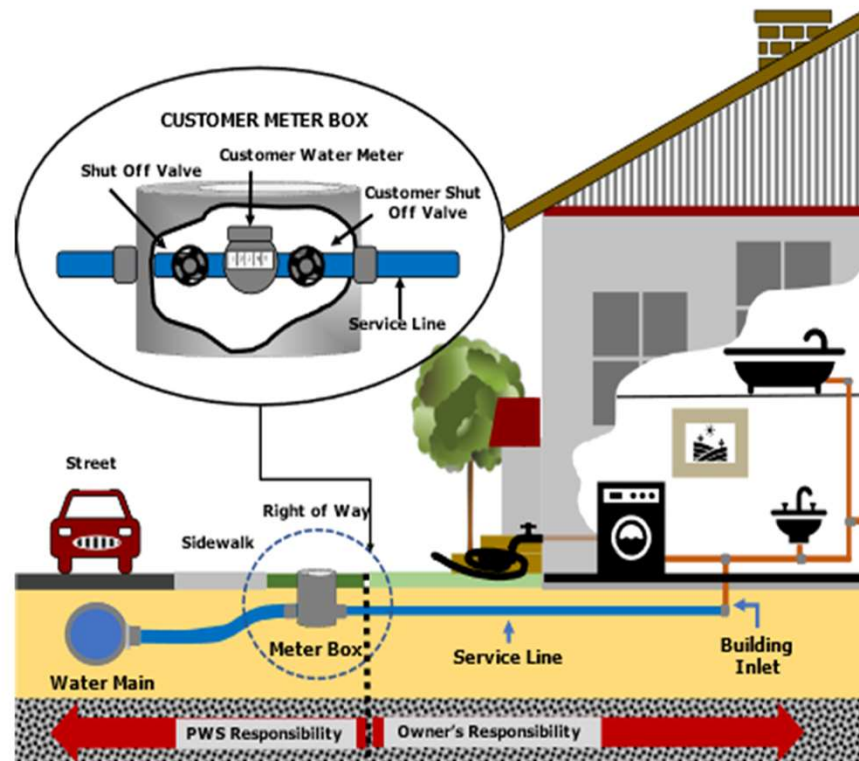 CUSTOMER METER BOX
Customer Water Meter
Shut Off Valve
Customer Shut
Off Valve
Service Line
Street
Right of Way
Sidewalk
Meter Box
Service Line
Building
Inlet
Water Main
PWS Responsibility
Owner's Responsibility